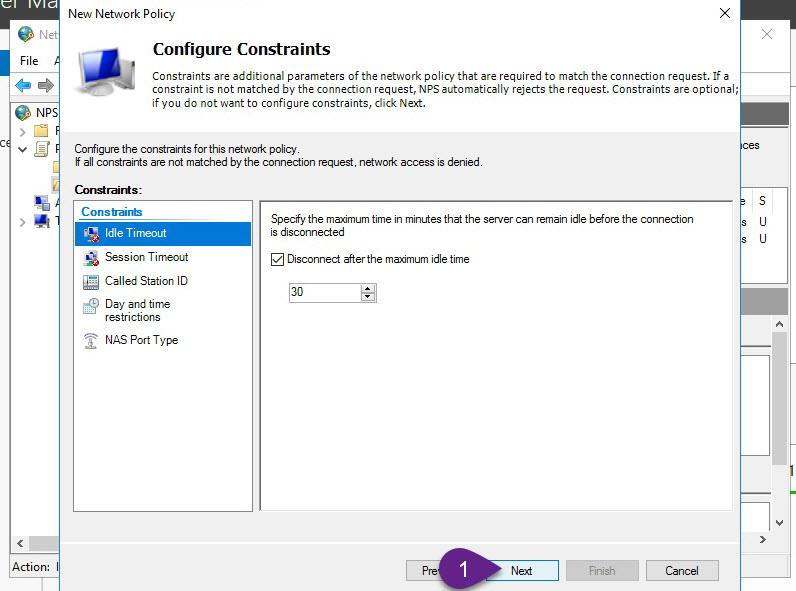 er Ma
New Network Policy
Net
File
Configure Constraints
Constraints are additional parameters of the network policy that are required to match the connection request. If a
constraint is not matched by the connection request, NPS automatically rejects the request. Constraints are optional;
if you do not want to configure constraints, click Next.
NPS
Configure the constraints for this network policy.
If all constraints are not matched by the connection request, network access is denied.
Constraints:
Constraints
Idle Timeout
Session Timeout
Called Station ID
Day and time
restrictions
NAS Port Type
Specify the maximum time in minutes that the server can remain idle before the connection
is disconnected
Disconnect after the maximum idle time
30
ces
e S
s U
s U
Action:
Pre
1
Next
Finish
Cancel